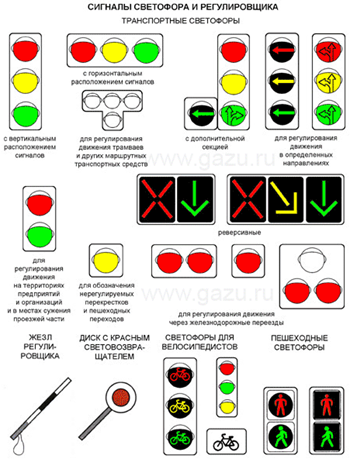 СИГНАЛЫ СВЕТОФОРА И РЕГУЛИРОВЩИКА
ТРАНСПОРТНЫЕ СВЕТОФОРЫ
с вертикальным
расположением
сигналов
с горизонтальным
расположением сигналов
для регулирования
движения трамваев
и других маршрутных
транспортных средств
с дополнительной
секцией
для регулирования
движения
в определенных
направлениях
www.gazu.ru
реверсивные
для
регулирования
движения
на территориях
предприятий
и организаций
и в местах сужения
проезжей части
для обозначения
нерегулируемых
перекрестков
и пешеходных
переходов
для регулирования движения
через железнодорожные переезды
www.gazu.ru
ЖЕЗЛ
РЕГУЛИ-
РОВЩИКА
ДИСК С КРАСНЫМ
СВЕТОВОЗВРА-
ЩАТЕЛЕМ
СВЕТОФОРЫ ДЛЯ
ВЕЛОСИПЕДИСТОВ
ПЕШЕХОДНЫЕ
СВЕТОФОРЫ